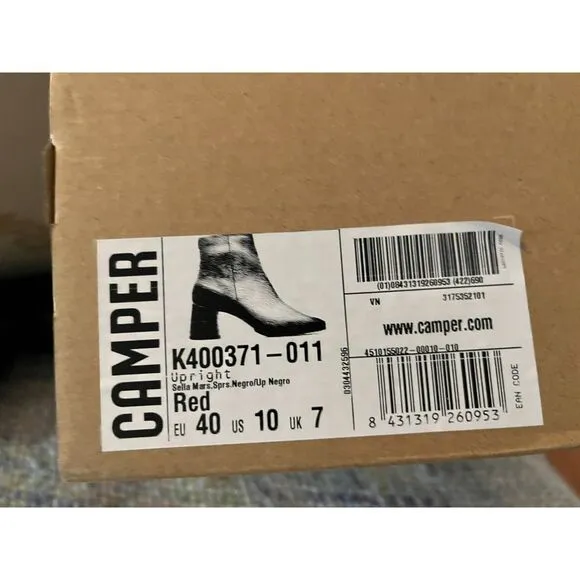 CAMPER
K400371-011
Upright
Sella Mars,Sprs.Negro/Up Negro
Red
EU 40 US 10 UK 7
0304432596
(01)08431319260953 (422)690
VN 3175352101
www.camper.com
4510155022-00010-010
8 431319 260953
EAN CODE